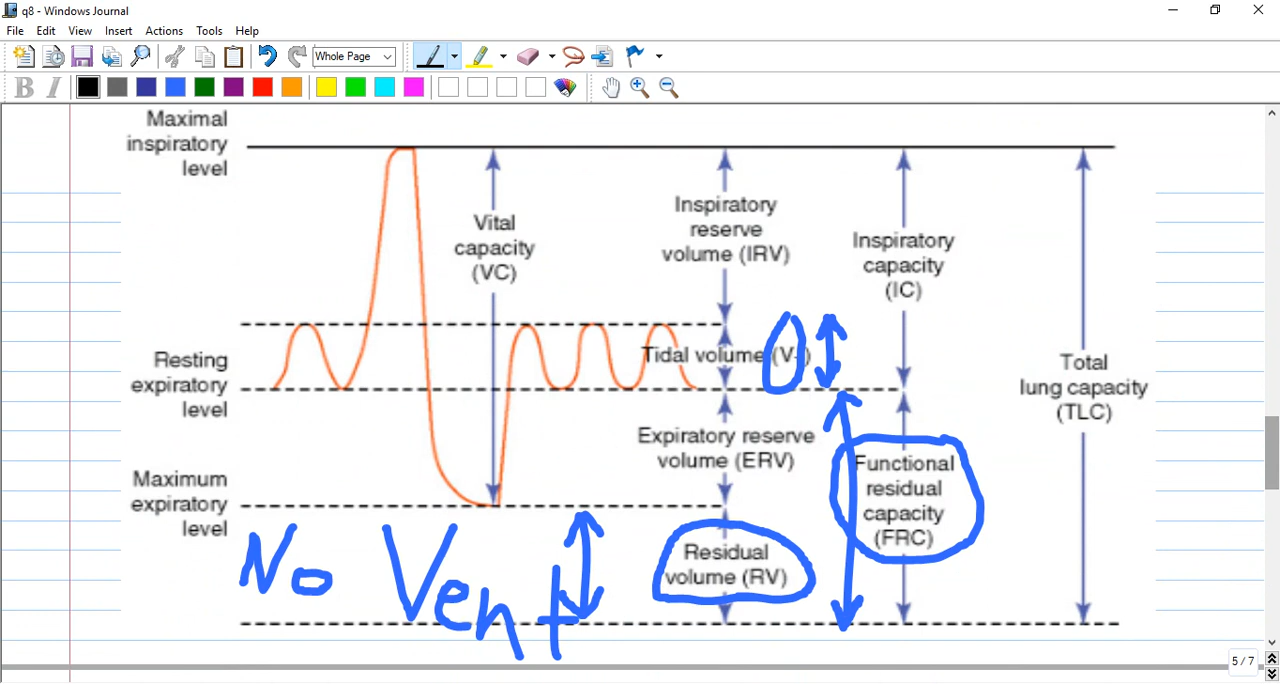 q8 - Windows Journal
File Edit View Insert Actions Tools Help
Whole Page
B I
Maximal
inspiratory
level
Vital
capacity
(VC)
Inspiratory
reserve
volume (IRV)
Inspiratory
capacity
(IC)
Resting
expiratory
level
Tidal volume
Total
lung capacity
(TLC)
Expiratory reserve
volume (ERV)
Functional
residual
capacity
(FRC)
Maximum
expiratory
level
Residual
volume (RV)
No Vent
5 / 7